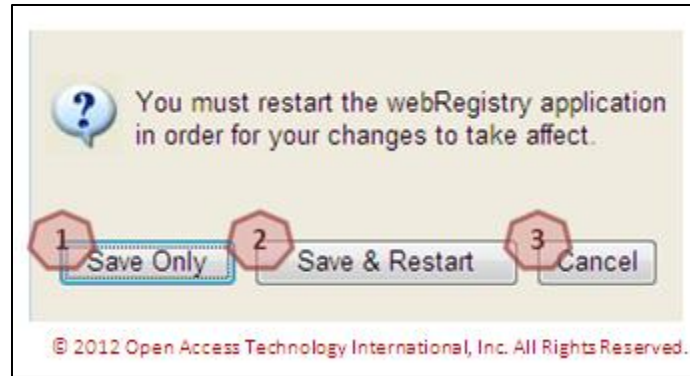 You must restart the webRegistry application
in order for your changes to take affect.
1 2 3
Save Only Save & Restart Cancel
© 2012 Open Access Technology International, Inc. All Rights Reserved.